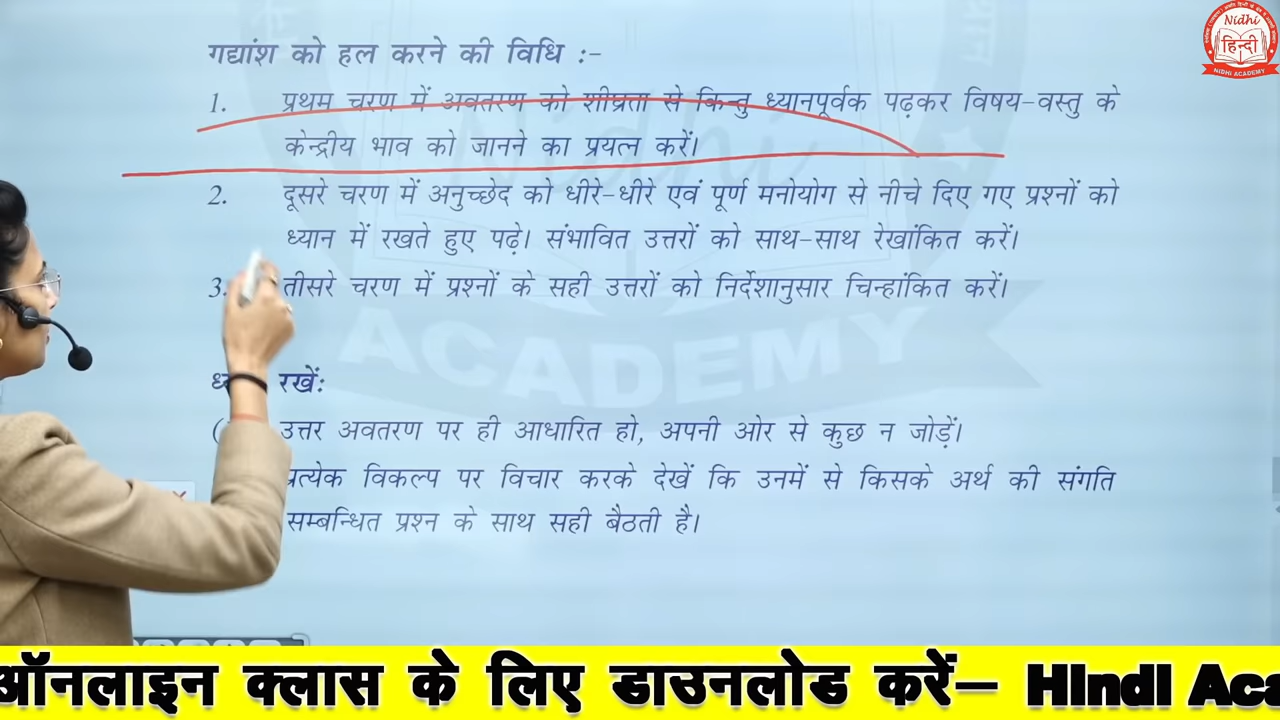 Nidhi
हिन्दी
NIDHI ACADEMY
गद्यांश को हल करने की विधि :–
1. प्रथम चरण में अवतरण को शीघ्रता से किन्तु ध्यानपूर्वक पढ़कर विषय–वस्तु के
केन्द्रीय भाव को जानने का प्रयत्न करें।
2. दूसरे चरण में अनुच्छेद को धीरे–धीरे एवं पूर्ण मनोयोग से नीचे दिए गए प्रश्नों को
ध्यान में रखते हुए पढ़े। संभावित उत्तरों को साथ–साथ रेखांकित करें।
3. तीसरे चरण में प्रश्नों के सही उत्तरों को निर्देशानुसार चिन्हांकित करें।
Nidhi
ACADEMY
रखें:
उत्तर अवतरण पर ही आधारित हो, अपनी ओर से कुछ न जोड़ें।
प्रत्येक विकल्प पर विचार करके देखें कि उनमें से किसके अर्थ की संगति
सम्बन्धित प्रश्न के साथ सही बैठती है।
ऑनलाइन क्लास के लिए डाउनलोड करें– Hindi Aca